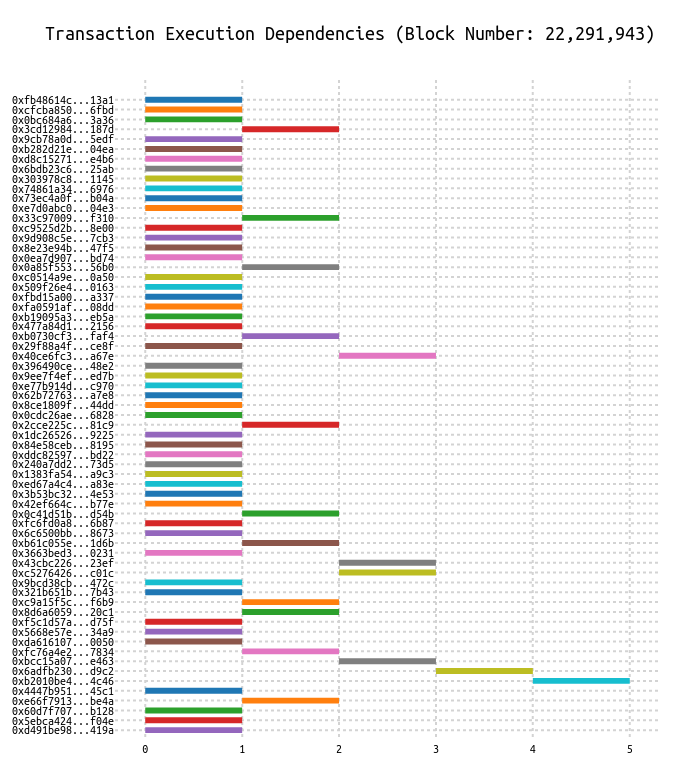 Transaction Execution Dependencies (Block Number: 22,291,943)
0xfb48614c...13a1
0xcfcba850...6fbd
0x0bc684a6...3a36
0x3cd12984...187d
0x9cb78a0d...5edf
0xb282d21e...04ea
0xd8c15271...e4b6
0x6bdb23c6...25ab
0x303978c8...1145
0x74861a34...6976
0x73ec4a0f...b04a
0xe7d0abc0...04e3
0x33c97009...f310
0xc9525d2b...8e00
0x9d908c5e...7cb3
0x8e23e94b...47f5
0x0ea7d907...bd74
0x0a85f553...56b0
0xc0514a9e...0a50
0x509f26e4...0163
0xfbd15a00...a337
0xfa0591af...08dd
0xb19095a3...eb5a
0x477a84d1...2156
0xb0730cf3...faf4
0x29f88a4f...ce8f
0x40ce6fc3...a67e
0x396490ce...48e2
0x9ee7f4ef...ed7b
0xe77b914d...c970
0x62b72763...a7e8
0x8ce1809f...44dd
0x0cdc26ae...6828
0x2cce225c...81c9
0x1dc26526...9225
0x84e58ceb...8195
0xddc82597...bd22
0x240a7dd2...73d5
0x1383fa54...a9c3
0xed67a4c4...a83e
0x3b53bc32...4e53
0x42ef664c...b77e
0x0c41d51b...d54b
0xfc6fd0a8...6b87
0x6c6500bb...8673
0xb61c055e...1d6b
0x3663bed3...0231
0x43cbc226...23ef
0xc5276426...c01c
0x9bcd38cb...472c
0x321b651b...7b43
0xc9a15f5c...f6b9
0x8d6a6059...20c1
0xf5c1d57a...d75f
0x5668e57e...34a9
0xda616107...0050
0xfc76a4e2...7834
0xbcc15a07...e463
0x6adfb230...d9c2
0xb2010be4...4c46
0x4447b951...45c1
0xe66f7913...be4a
0x60d7f707...b128
0x5ebca424...f04e
0xd491be98...419a
0 1 2 3 4 5